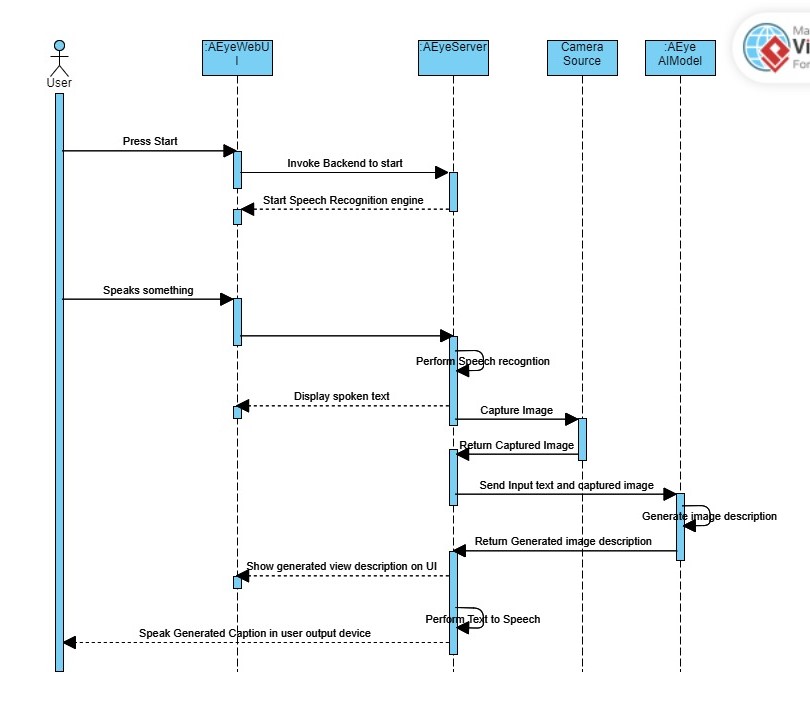 Ma
Vi
For
:AEyeWebU
I
:AEyeServer
Camera
Source
:AEye
AIModel
User
Press Start
Invoke Backend to start
Start Speech Recognition engine
Speaks something
Perform Speech recogntion
Display spoken text
Capture Image
Return Captured Image
Send Input text and captured image
Generate image description
Return Generated image description
Show generated view description on UI
Perform Text to Speech
Speak Generated Caption in user output device